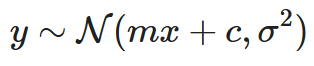 y ∼ 𝒩(mx + c, σ²)